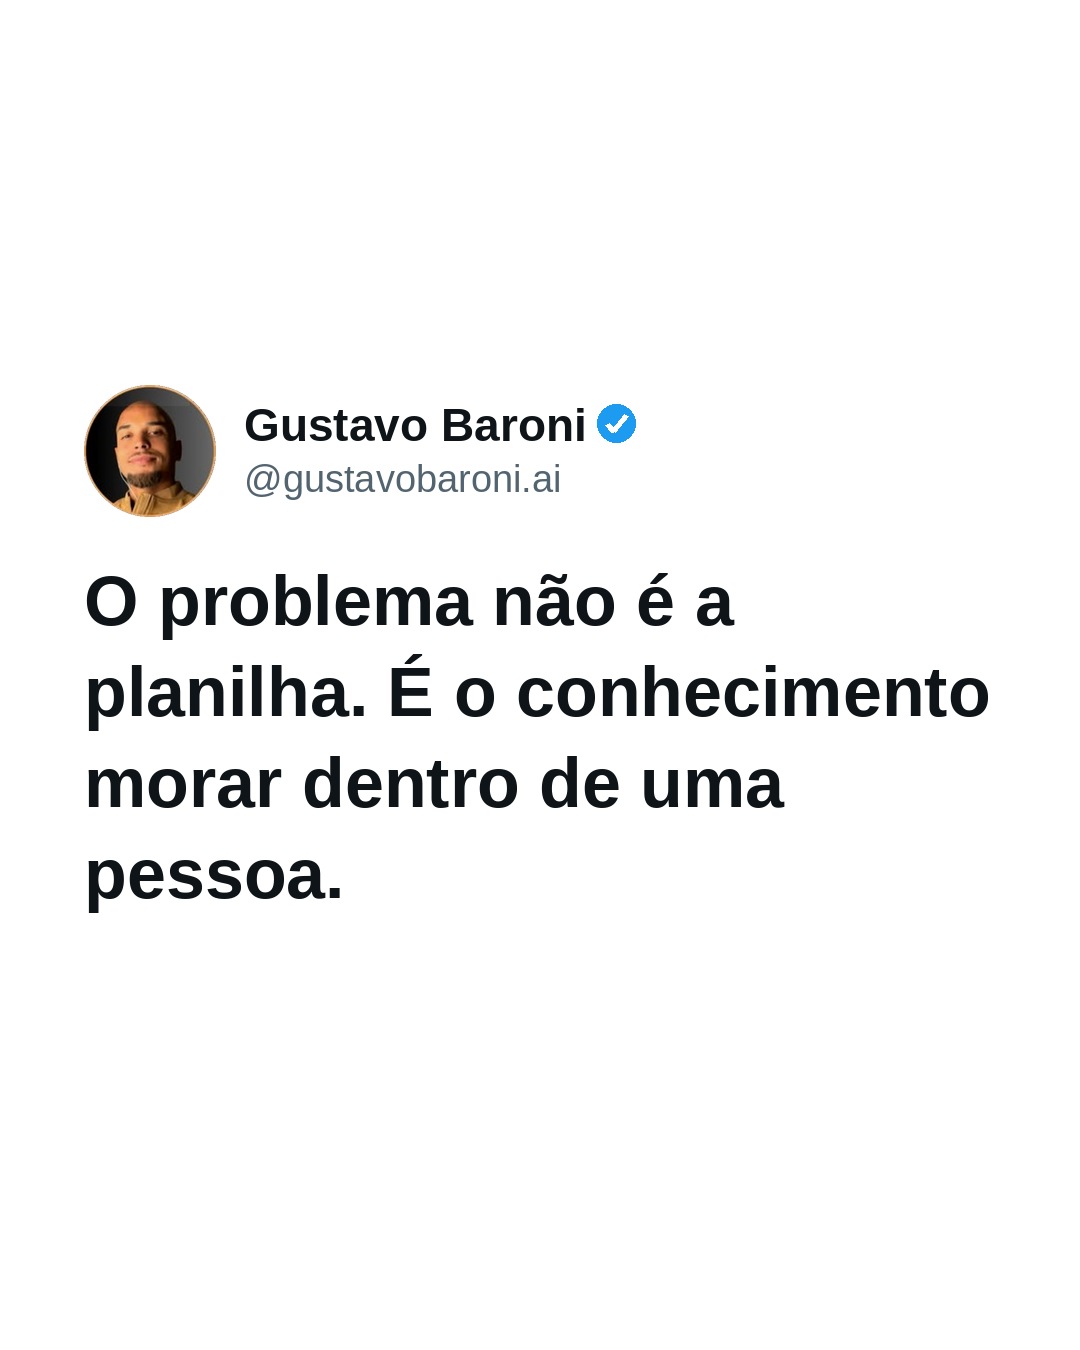 Gustavo Baroni
@gustavobaroni.ai
O problema não é a
planilha. É o conhecimento
morar dentro de uma
pessoa.